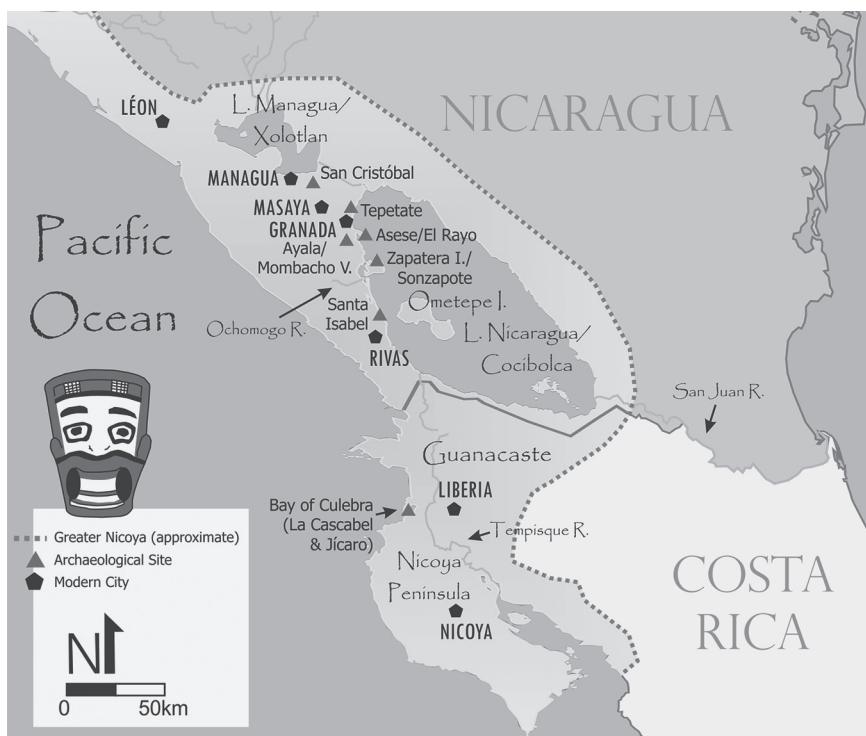 NICARAGUA
LÉON
L. Managua/
Xolotlan
MANAGUA
San Cristóbal
MASAYA
Tepetate
GRANADA
Asese/El Rayo
Ayala/
Mombacho V.
Zapatera I./
Sonzapote
Pacific
Ocean
Ochomogo R.
Santa
Isabel
Ometepe I.
L. Nicaragua/
Cocibolca
RIVAS
San Juan R.
Guanacaste
LIBERIA
Bay of Culebra
(La Cascabel
& Jícaro)
Tempisque R.
Nicoya
Peninsula
NICOYA
COSTA
RICA
Greater Nicoya (approximate)
Archaeological Site
Modern City
N
0 50km